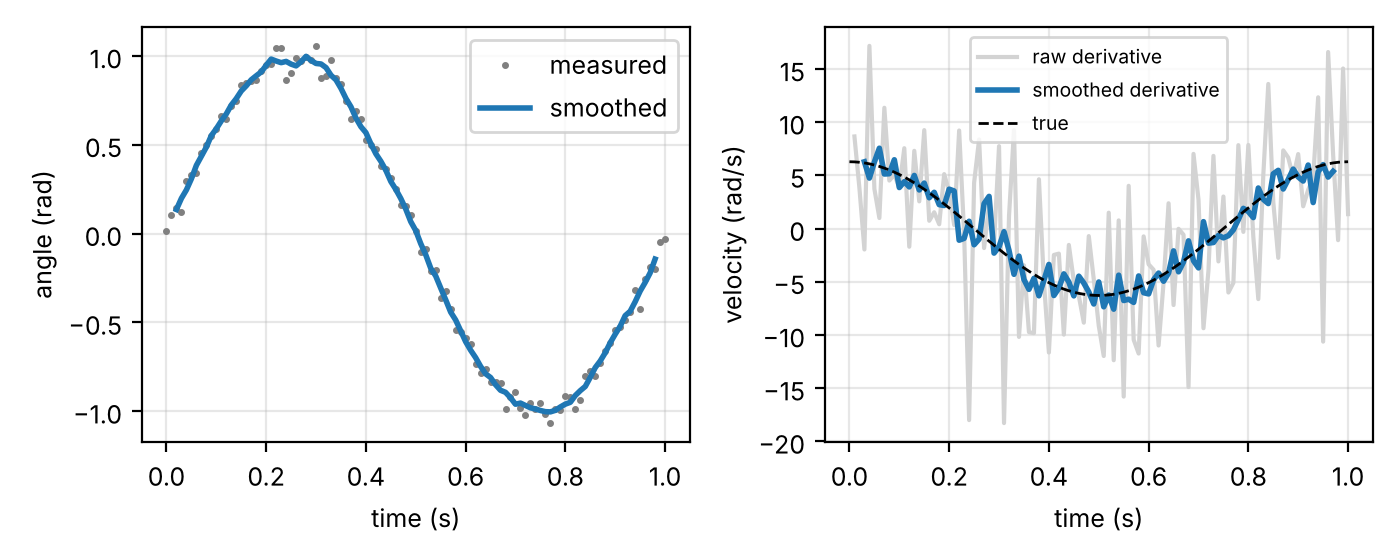 1.0
0.5
0.0
−0.5
−1.0
angle (rad)
measured
smoothed
0.0 0.2 0.4 0.6 0.8 1.0
time (s)
15
10
5
0
−5
−10
−15
−20
velocity (rad/s)
raw derivative
smoothed derivative
true
0.0 0.2 0.4 0.6 0.8 1.0
time (s)